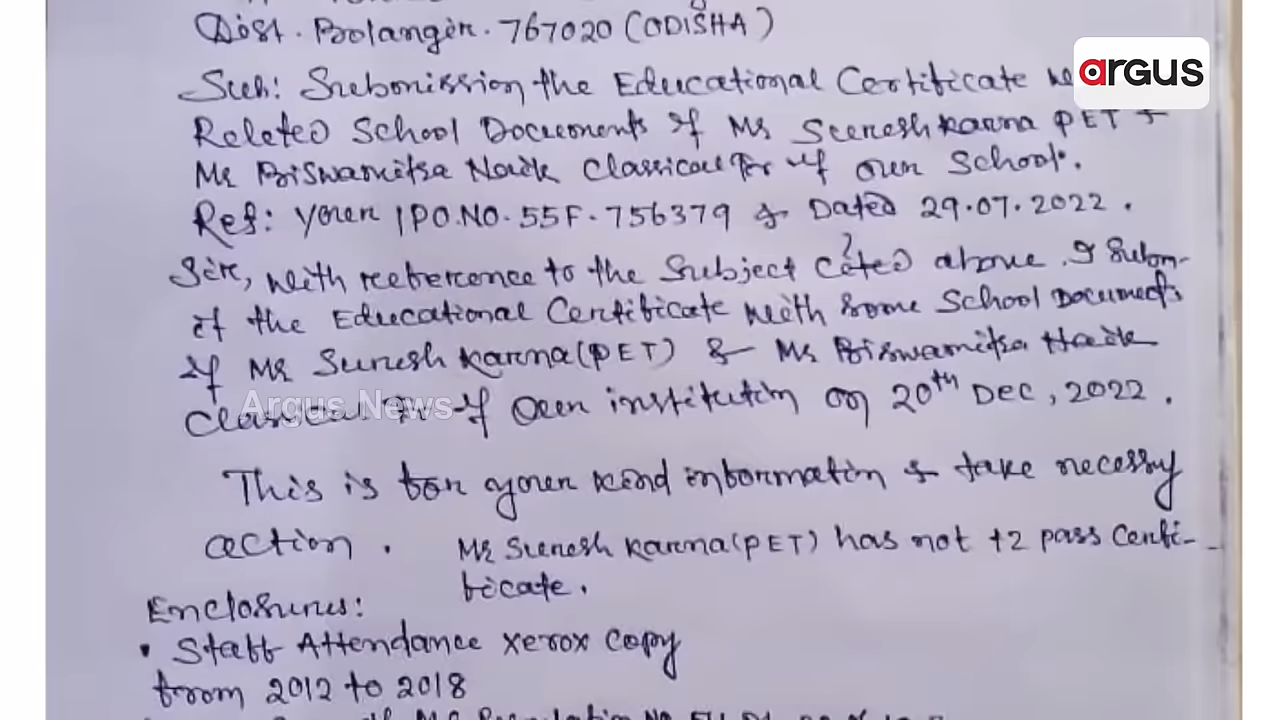 Dist. Bolangir. 767020 (ODISHA)
argus
Sub: Submission the Educational Certificate
Related School Documents of Mr Suresh Karna PET &
Mr Biswamitra Naik Classical Tr of our School.
Ref: your IPO.NO. 55F. 756379 & Dated 29.07.2022.
Sir, with reference to the Subject Cited above. I Subm-
it the Educational Certificate with some School Documents
of Mr Suresh Karna (PET) & Mr Biswamitra Naik
Classical Tr of our institution on 20th Dec, 2022.
Argus News
This is for your kind information & take necessry
action. Mr Suresh Karna (PET) has not +2 pass Certi-
ficate.
Enclosures:
• Staff Attendance xerox copy
from 2012 to 2018